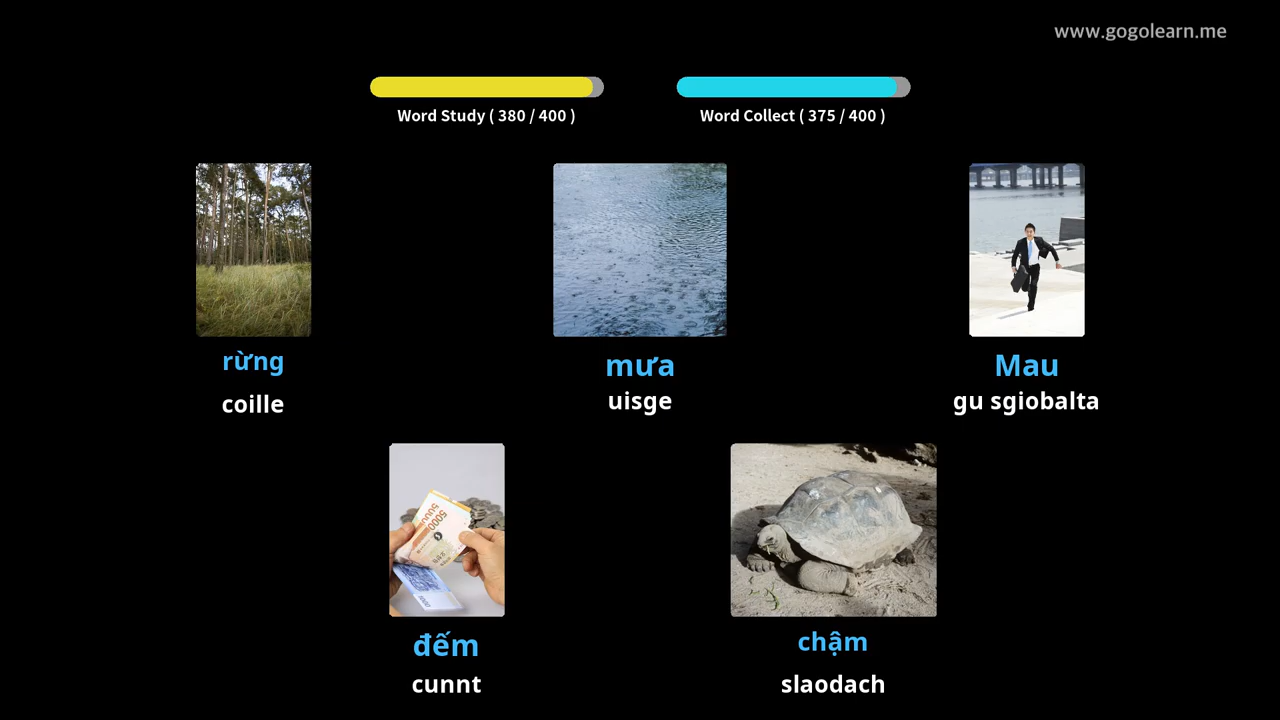 www.gogolearn.me
Word Study ( 380 / 400 )
Word Collect ( 375 / 400 )
rừng
coille
mưa
uisge
Mau
gu sgiobalta
đếm
cunnt
chậm
slaodach